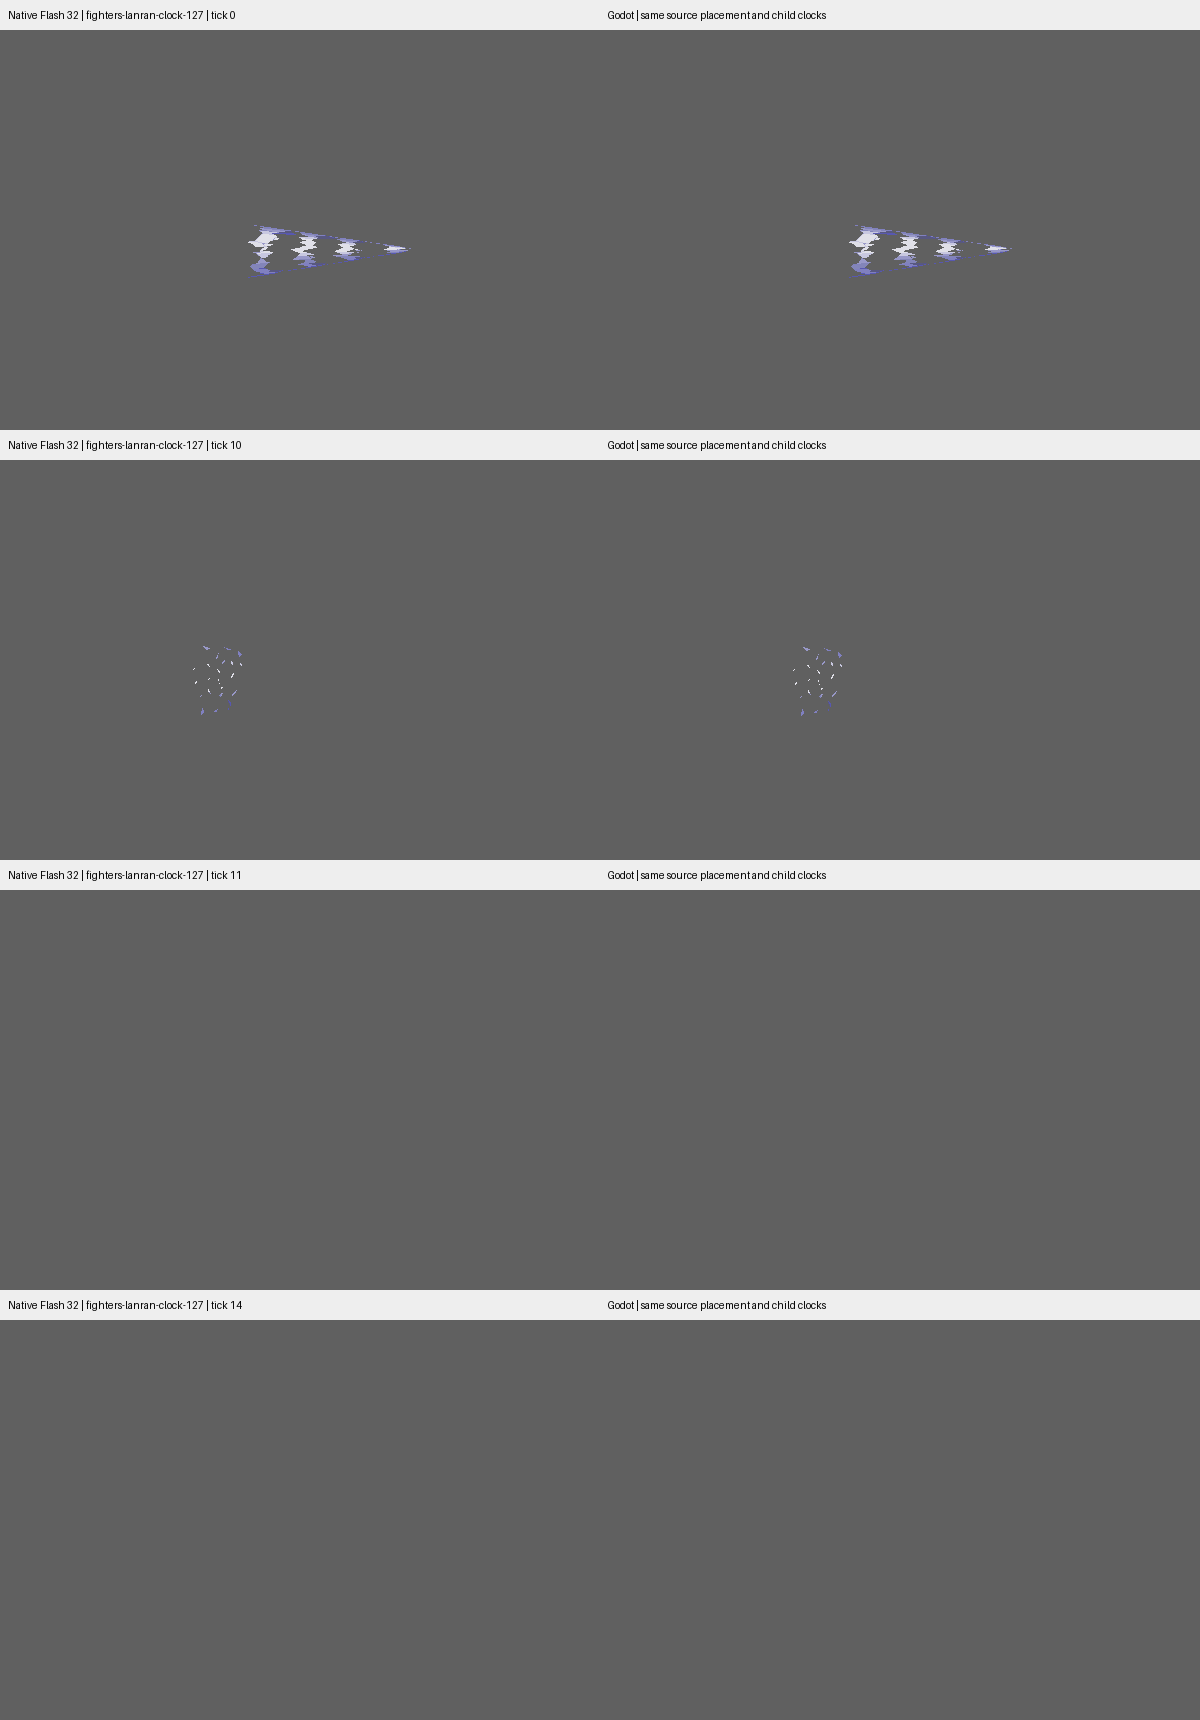 Native Flash 32 | fighters-lanran-clock-127 | tick 0
Godot | same source placement and child clocks
Native Flash 32 | fighters-lanran-clock-127 | tick 10
Godot | same source placement and child clocks
Native Flash 32 | fighters-lanran-clock-127 | tick 11
Godot | same source placement and child clocks
Native Flash 32 | fighters-lanran-clock-127 | tick 14
Godot | same source placement and child clocks